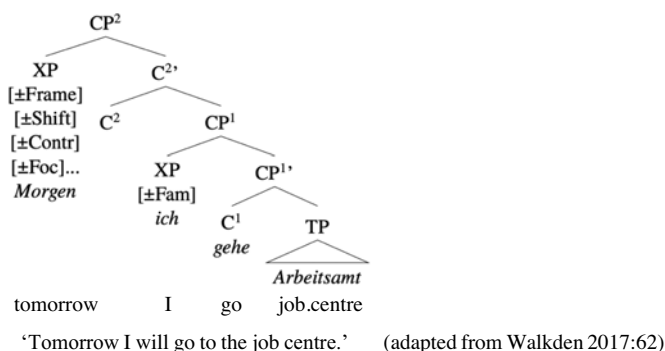 CP²
XP C²'
[±Frame]
[±Shift] C² CP¹
[±Contr]
[±Foc]... XP CP¹'
Morgen [±Fam]
ich C¹ TP
gehe
Arbeitsamt
tomorrow I go job.centre
‘Tomorrow I will go to the job centre.’ (adapted from Walkden 2017:62)